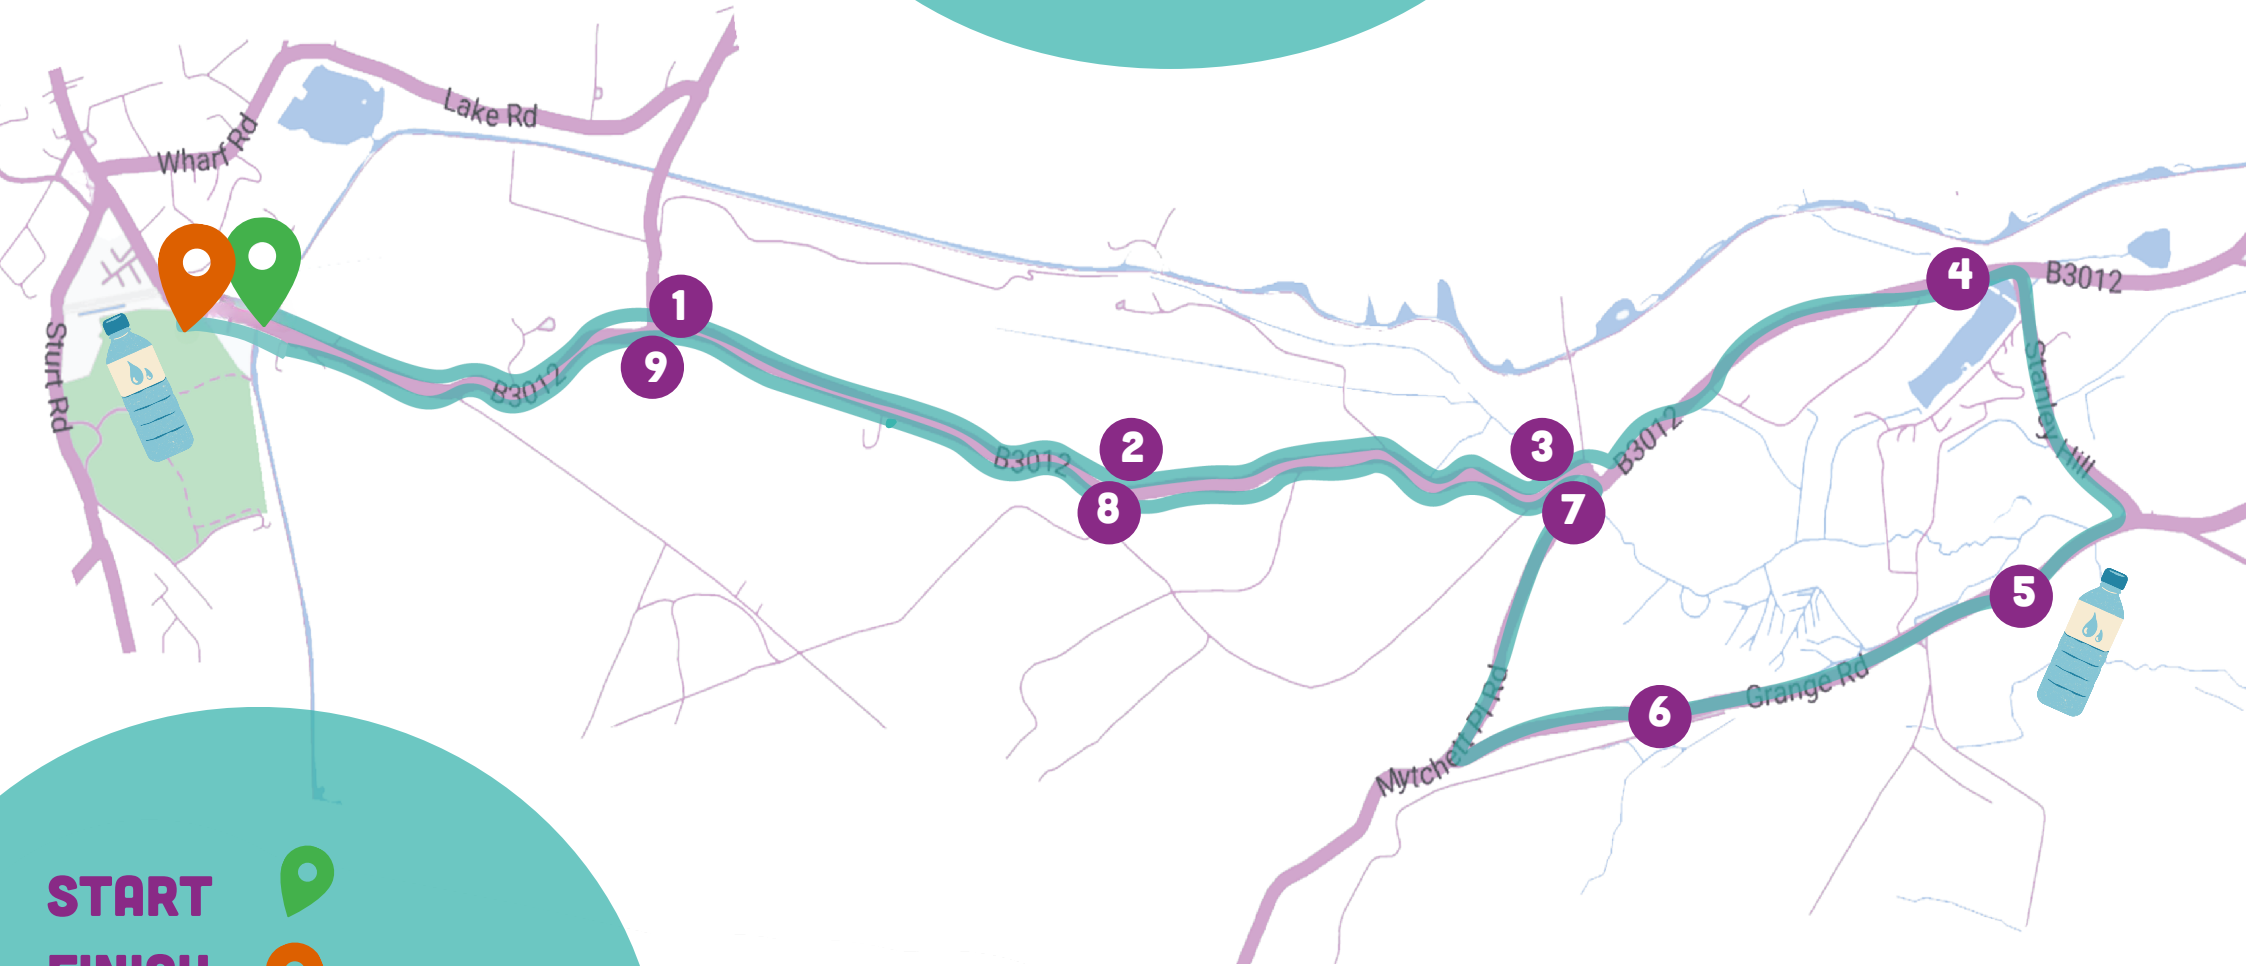 Lake Rd
Wharf Rd
Sturt Rd
B3012
1
9
B3012
2
8
3
7
B3012
4
B3012
Stanley Hill
5
Grange Rd
6
Mytchett Pl Rd
START
FINISH